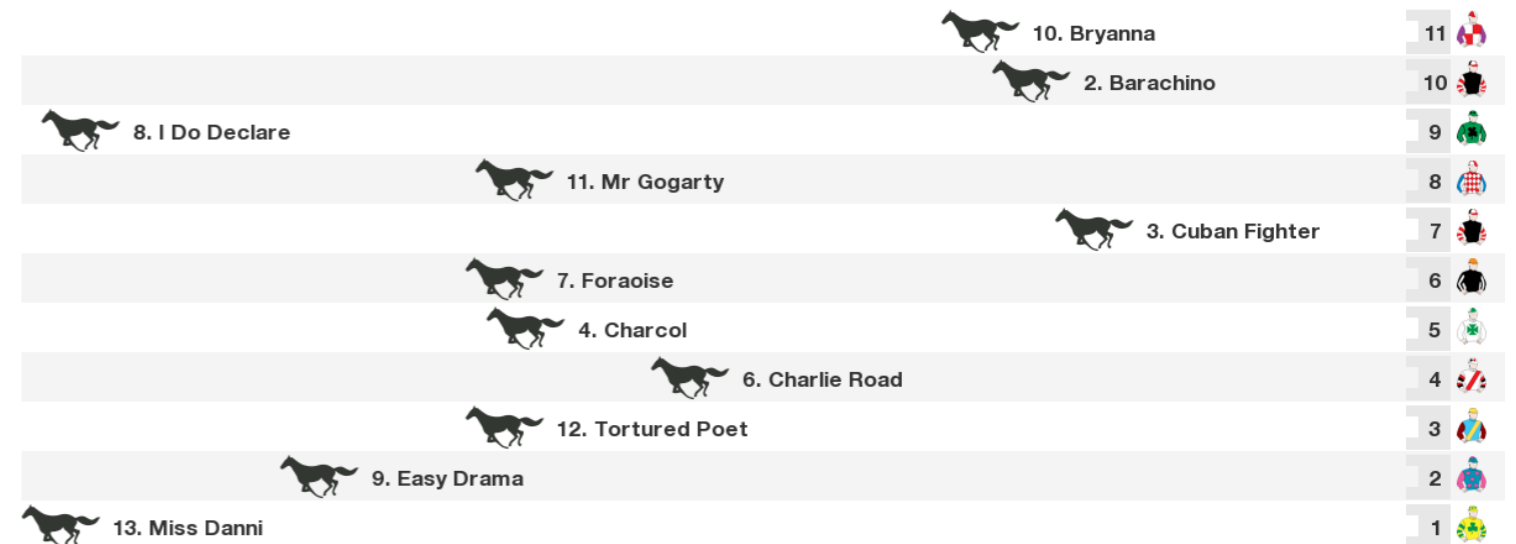 10. Bryanna 11
2. Barachino 10
8. I Do Declare 9
11. Mr Gogarty 8
3. Cuban Fighter 7
7. Foraoise 6
4. Charcol 5
6. Charlie Road 4
12. Tortured Poet 3
9. Easy Drama 2
13. Miss Danni 1